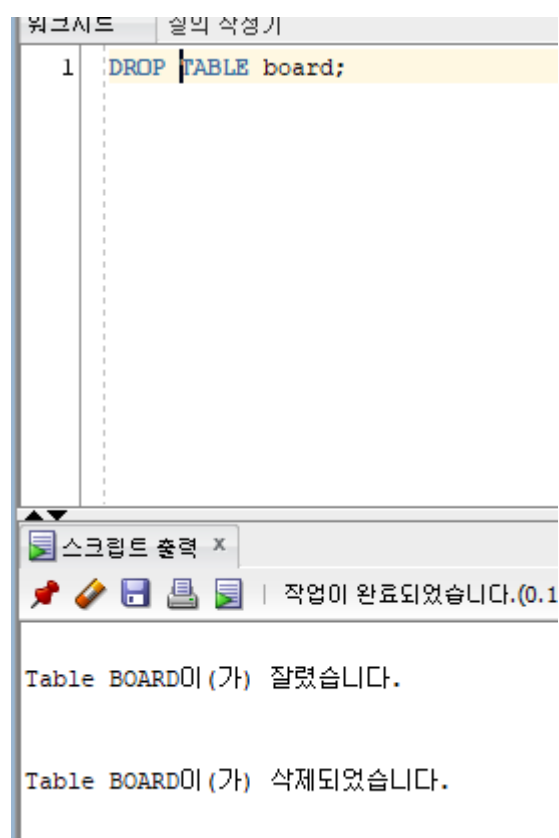 워크시트 질의 작성기
1 DROP TABLE board;
스크립트 출력 x
작업이 완료되었습니다.(0.1
Table BOARD이(가) 잘렸습니다.
Table BOARD이(가) 삭제되었습니다.